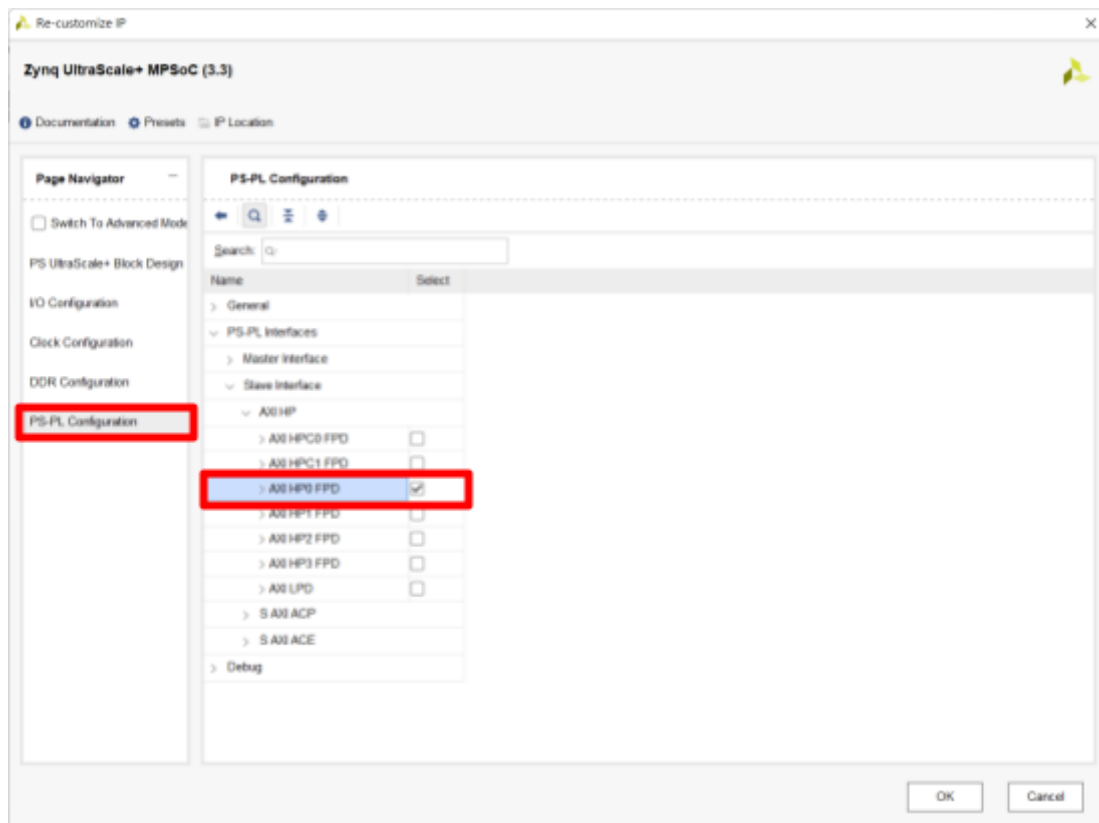 Re-customize IP
Zynq UltraScale+ MPSoC (3.3)
Documentation Presets IP Location
Page Navigator
Switch To Advanced Mode
PS UltraScale+ Block Design
I/O Configuration
Clock Configuration
DDR Configuration
PS-PL Configuration
PS-PL Configuration
Search:
Name Select
General
PS-PL Interfaces
Master Interface
Slave Interface
AXI HP
AXI HPC0 FPD
AXI HPC1 FPD
AXI HP0 FPD
AXI HP1 FPD
AXI HP2 FPD
AXI HP3 FPD
AXI LPD
S AXI ACP
S AXI ACE
Debug
OK Cancel